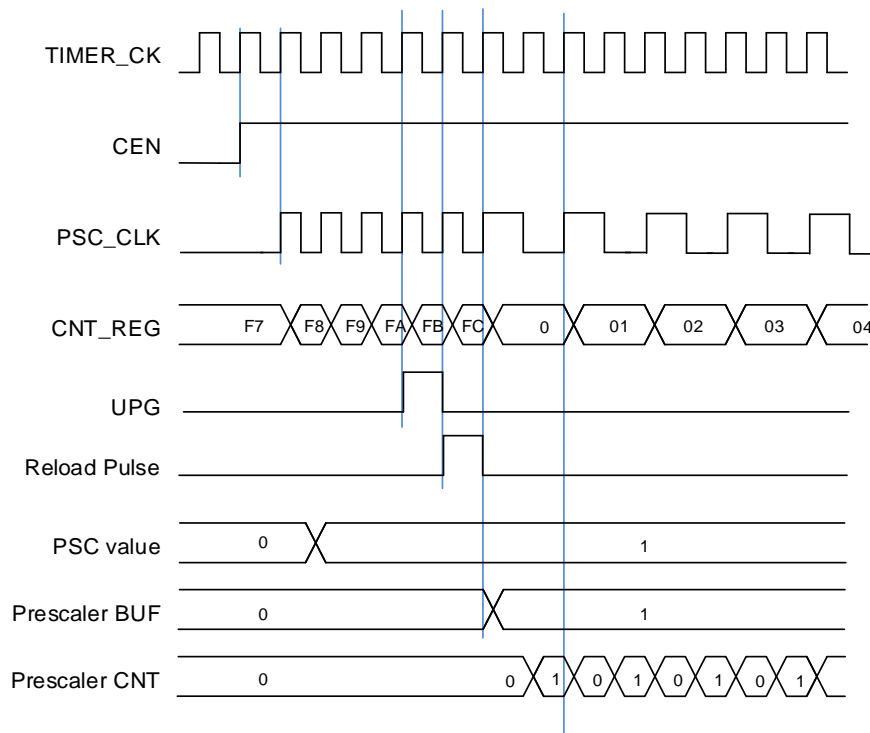 TIMER_CK
CEN
PSC_CLK
CNT_REG F7 F8 F9 FA FB FC 0 01 02 03 04
UPG
Reload Pulse
PSC value 0 1
Prescaler BUF 0 1
Prescaler CNT 0 0 1 0 1 0 1 0 1